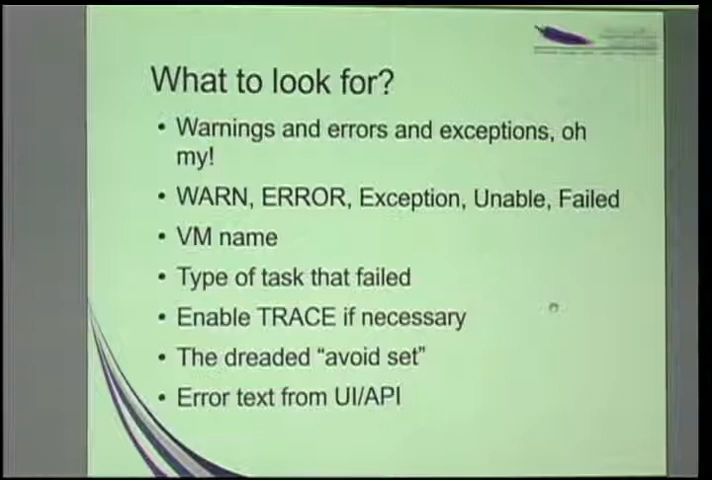 What to look for?
• Warnings and errors and exceptions, oh
my!
• WARN, ERROR, Exception, Unable, Failed
• VM name
• Type of task that failed
• Enable TRACE if necessary
• The dreaded “avoid set”
• Error text from UI/API